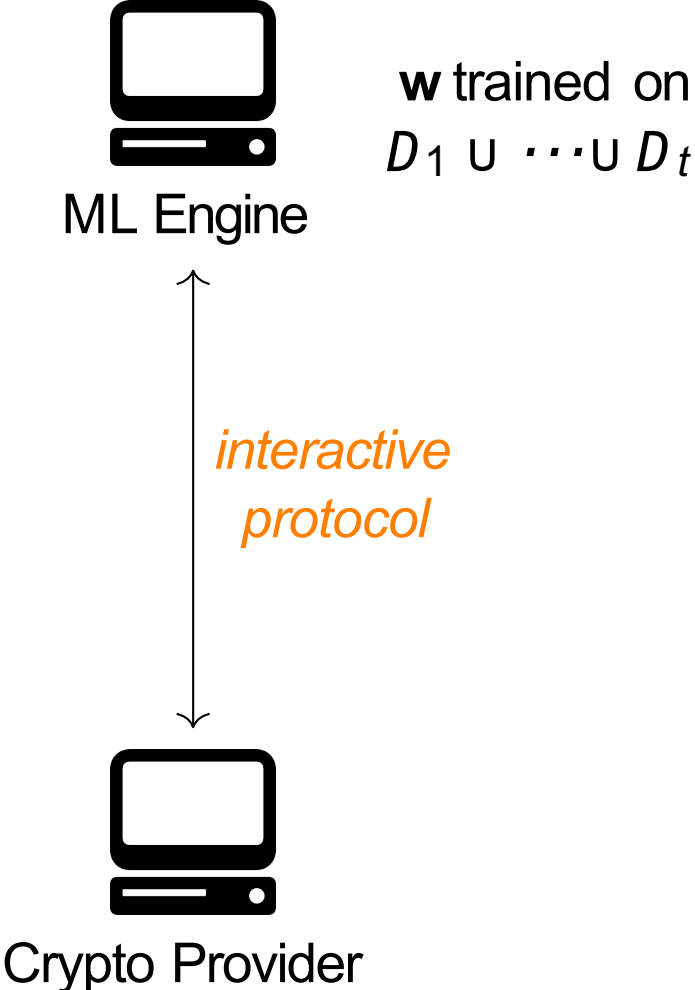 w trained on
D₁ ∪ ⋯ ∪ Dₜ
ML Engine
interactive
protocol
Crypto Provider